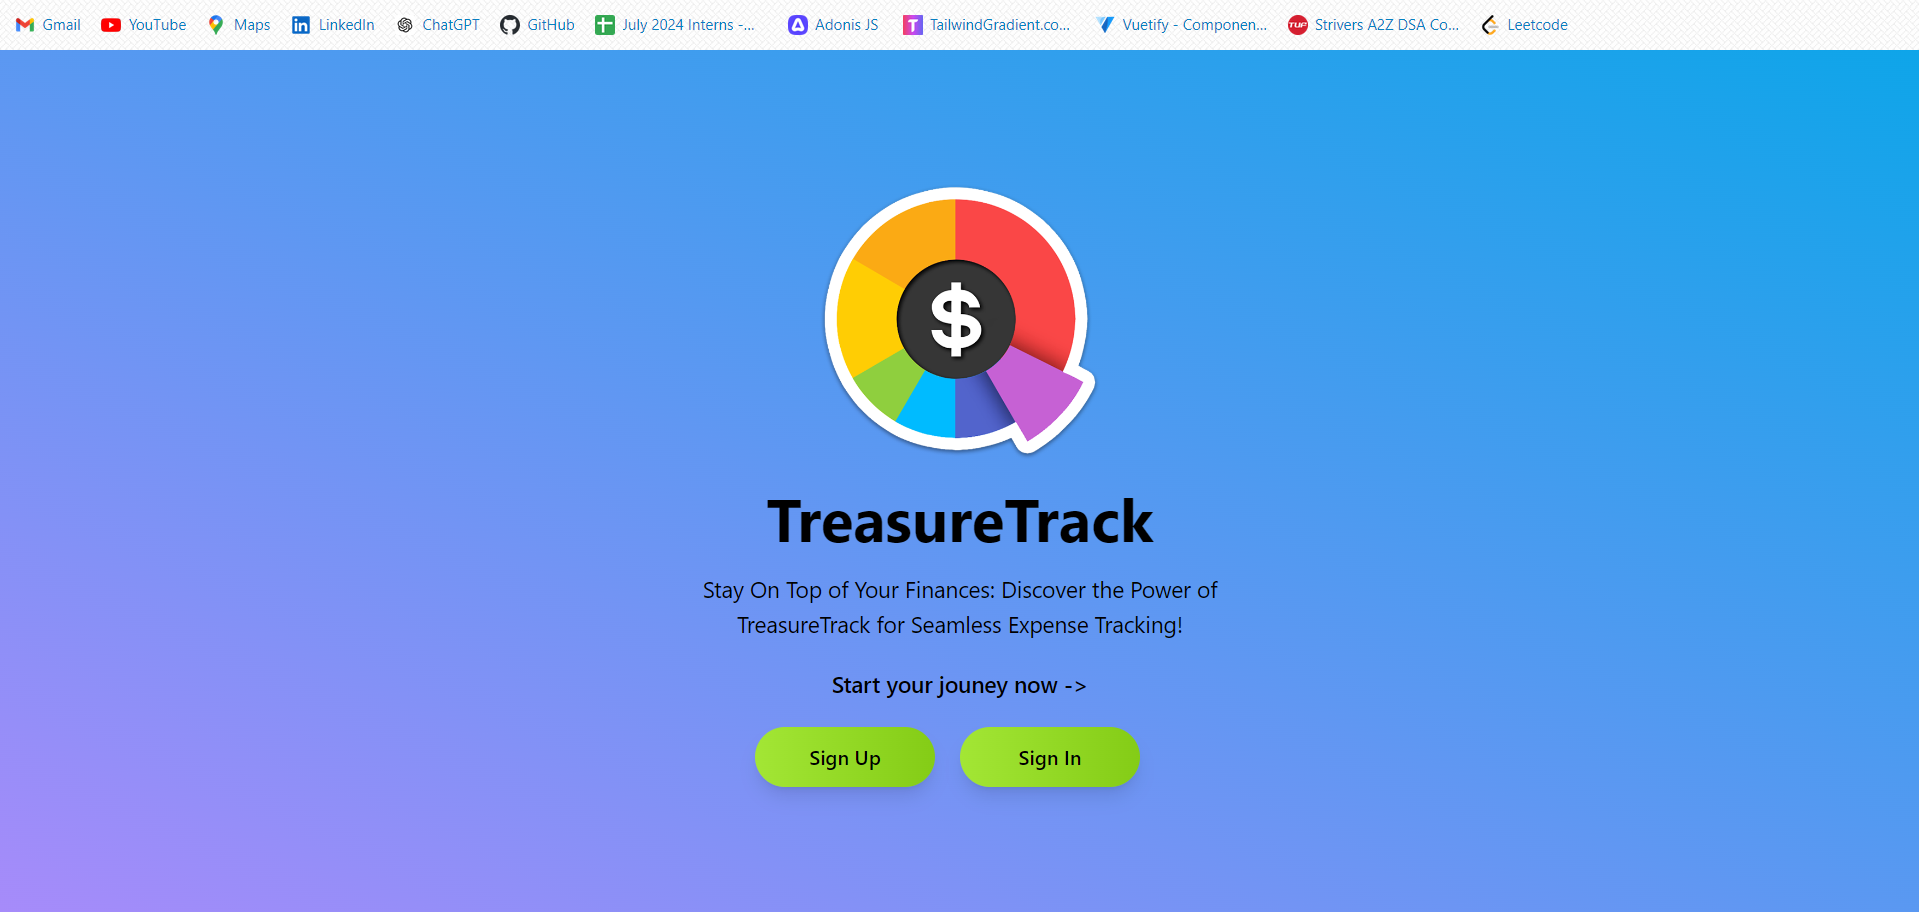 Gmail YouTube Maps LinkedIn ChatGPT GitHub July 2024 Interns -... Adonis JS TailwindGradient.co... Vuetify - Componen... TUF Strivers A2Z DSA Co... Leetcode
$
TreasureTrack
Stay On Top of Your Finances: Discover the Power of
TreasureTrack for Seamless Expense Tracking!
Start your jouney now ->
Sign Up Sign In